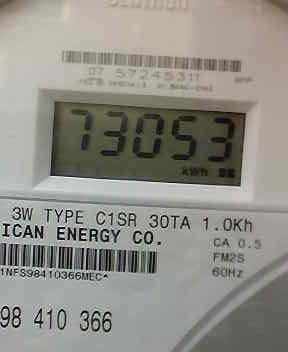 07 57245311
73053
kWh
3W TYPE C1SR 30TA 1.0Kh
ICAN ENERGY CO.
CA 0.5
FM2S
60Hz
1NFS98410366MEC*
98 410 366